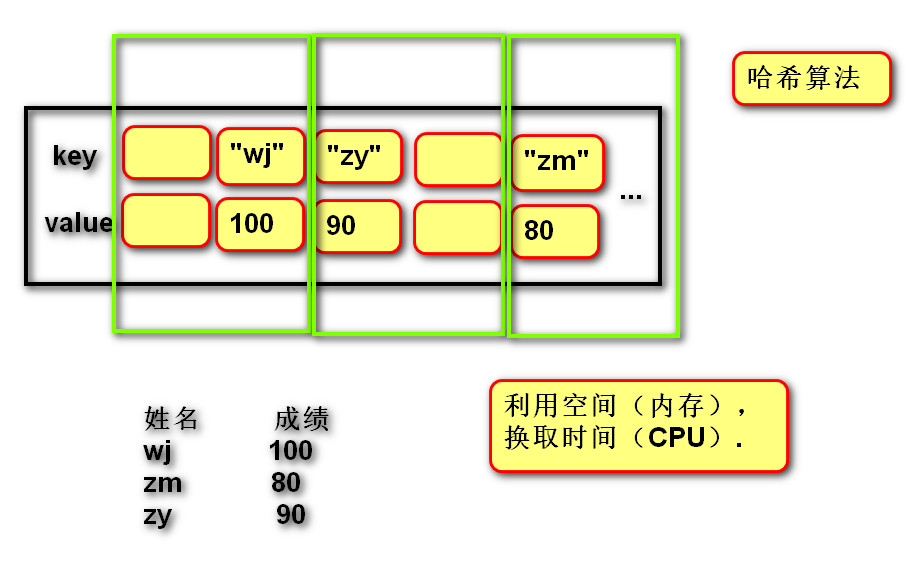 哈希算法
key "wj" "zy" "zm"
...
value 100 90 80
利用空间（内存），
换取时间（CPU）.
姓名 成绩
wj 100
zm 80
zy 90